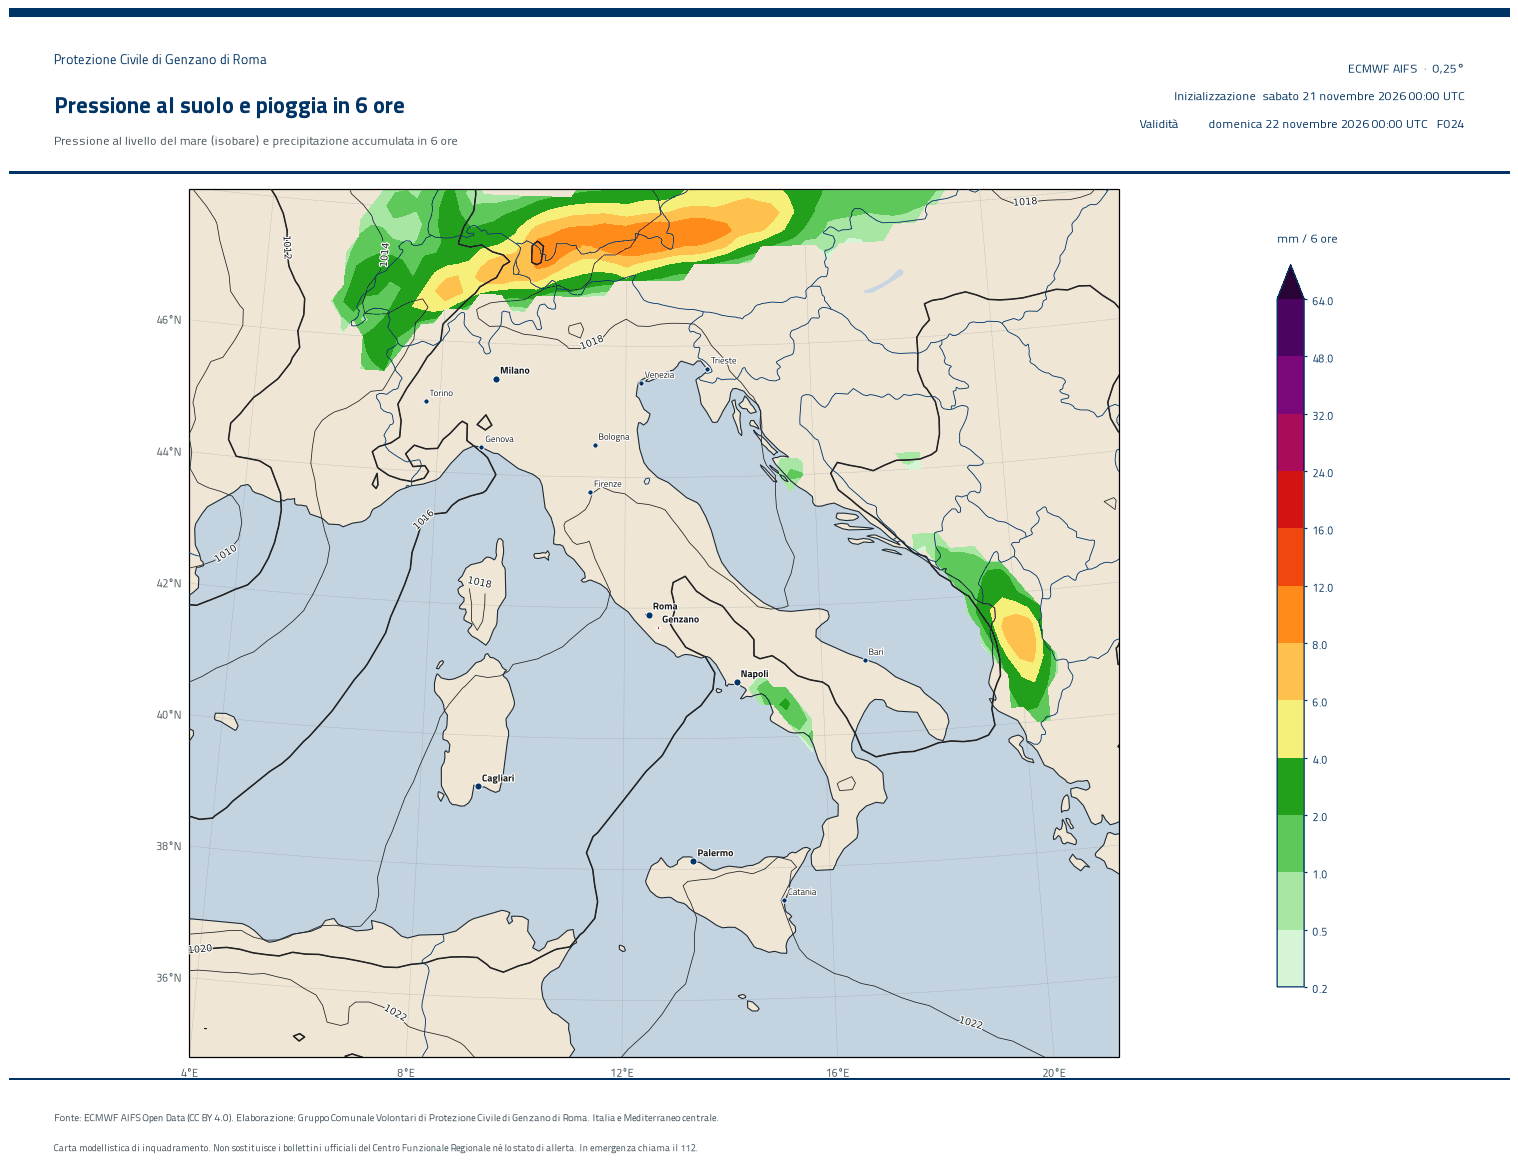 Protezione Civile di Genzano di Roma
Pressione al suolo e pioggia in 6 ore
Pressione al livello del mare (isobare) e precipitazione accumulata in 6 ore
ECMWF AIFS · 0,25°
Inizializzazione sabato 21 novembre 2026 00:00 UTC
Validità domenica 22 novembre 2026 00:00 UTC F024
1018
1012
1014
46°N
1018
Trieste
Milano
Venezia
Torino
Bologna
Genova
44°N
Firenze
1016
1010
42°N
1018
Roma
Genzano
Bari
Napoli
40°N
Cagliari
38°N
Palermo
Catania
1020
36°N
1022
1022
4°E
8°E
12°E
16°E
20°E
mm / 6 ore
64.0
48.0
32.0
24.0
16.0
12.0
8.0
6.0
4.0
2.0
1.0
0.5
0.2
Fonte: ECMWF AIFS Open Data (CC BY 4.0). Elaborazione: Gruppo Comunale Volontari di Protezione Civile di Genzano di Roma. Italia e Mediterraneo centrale.
Carta modellistica di inquadramento. Non sostituisce i bollettini ufficiali del Centro Funzionale Regionale né lo stato di allerta. In emergenza chiama il 112.